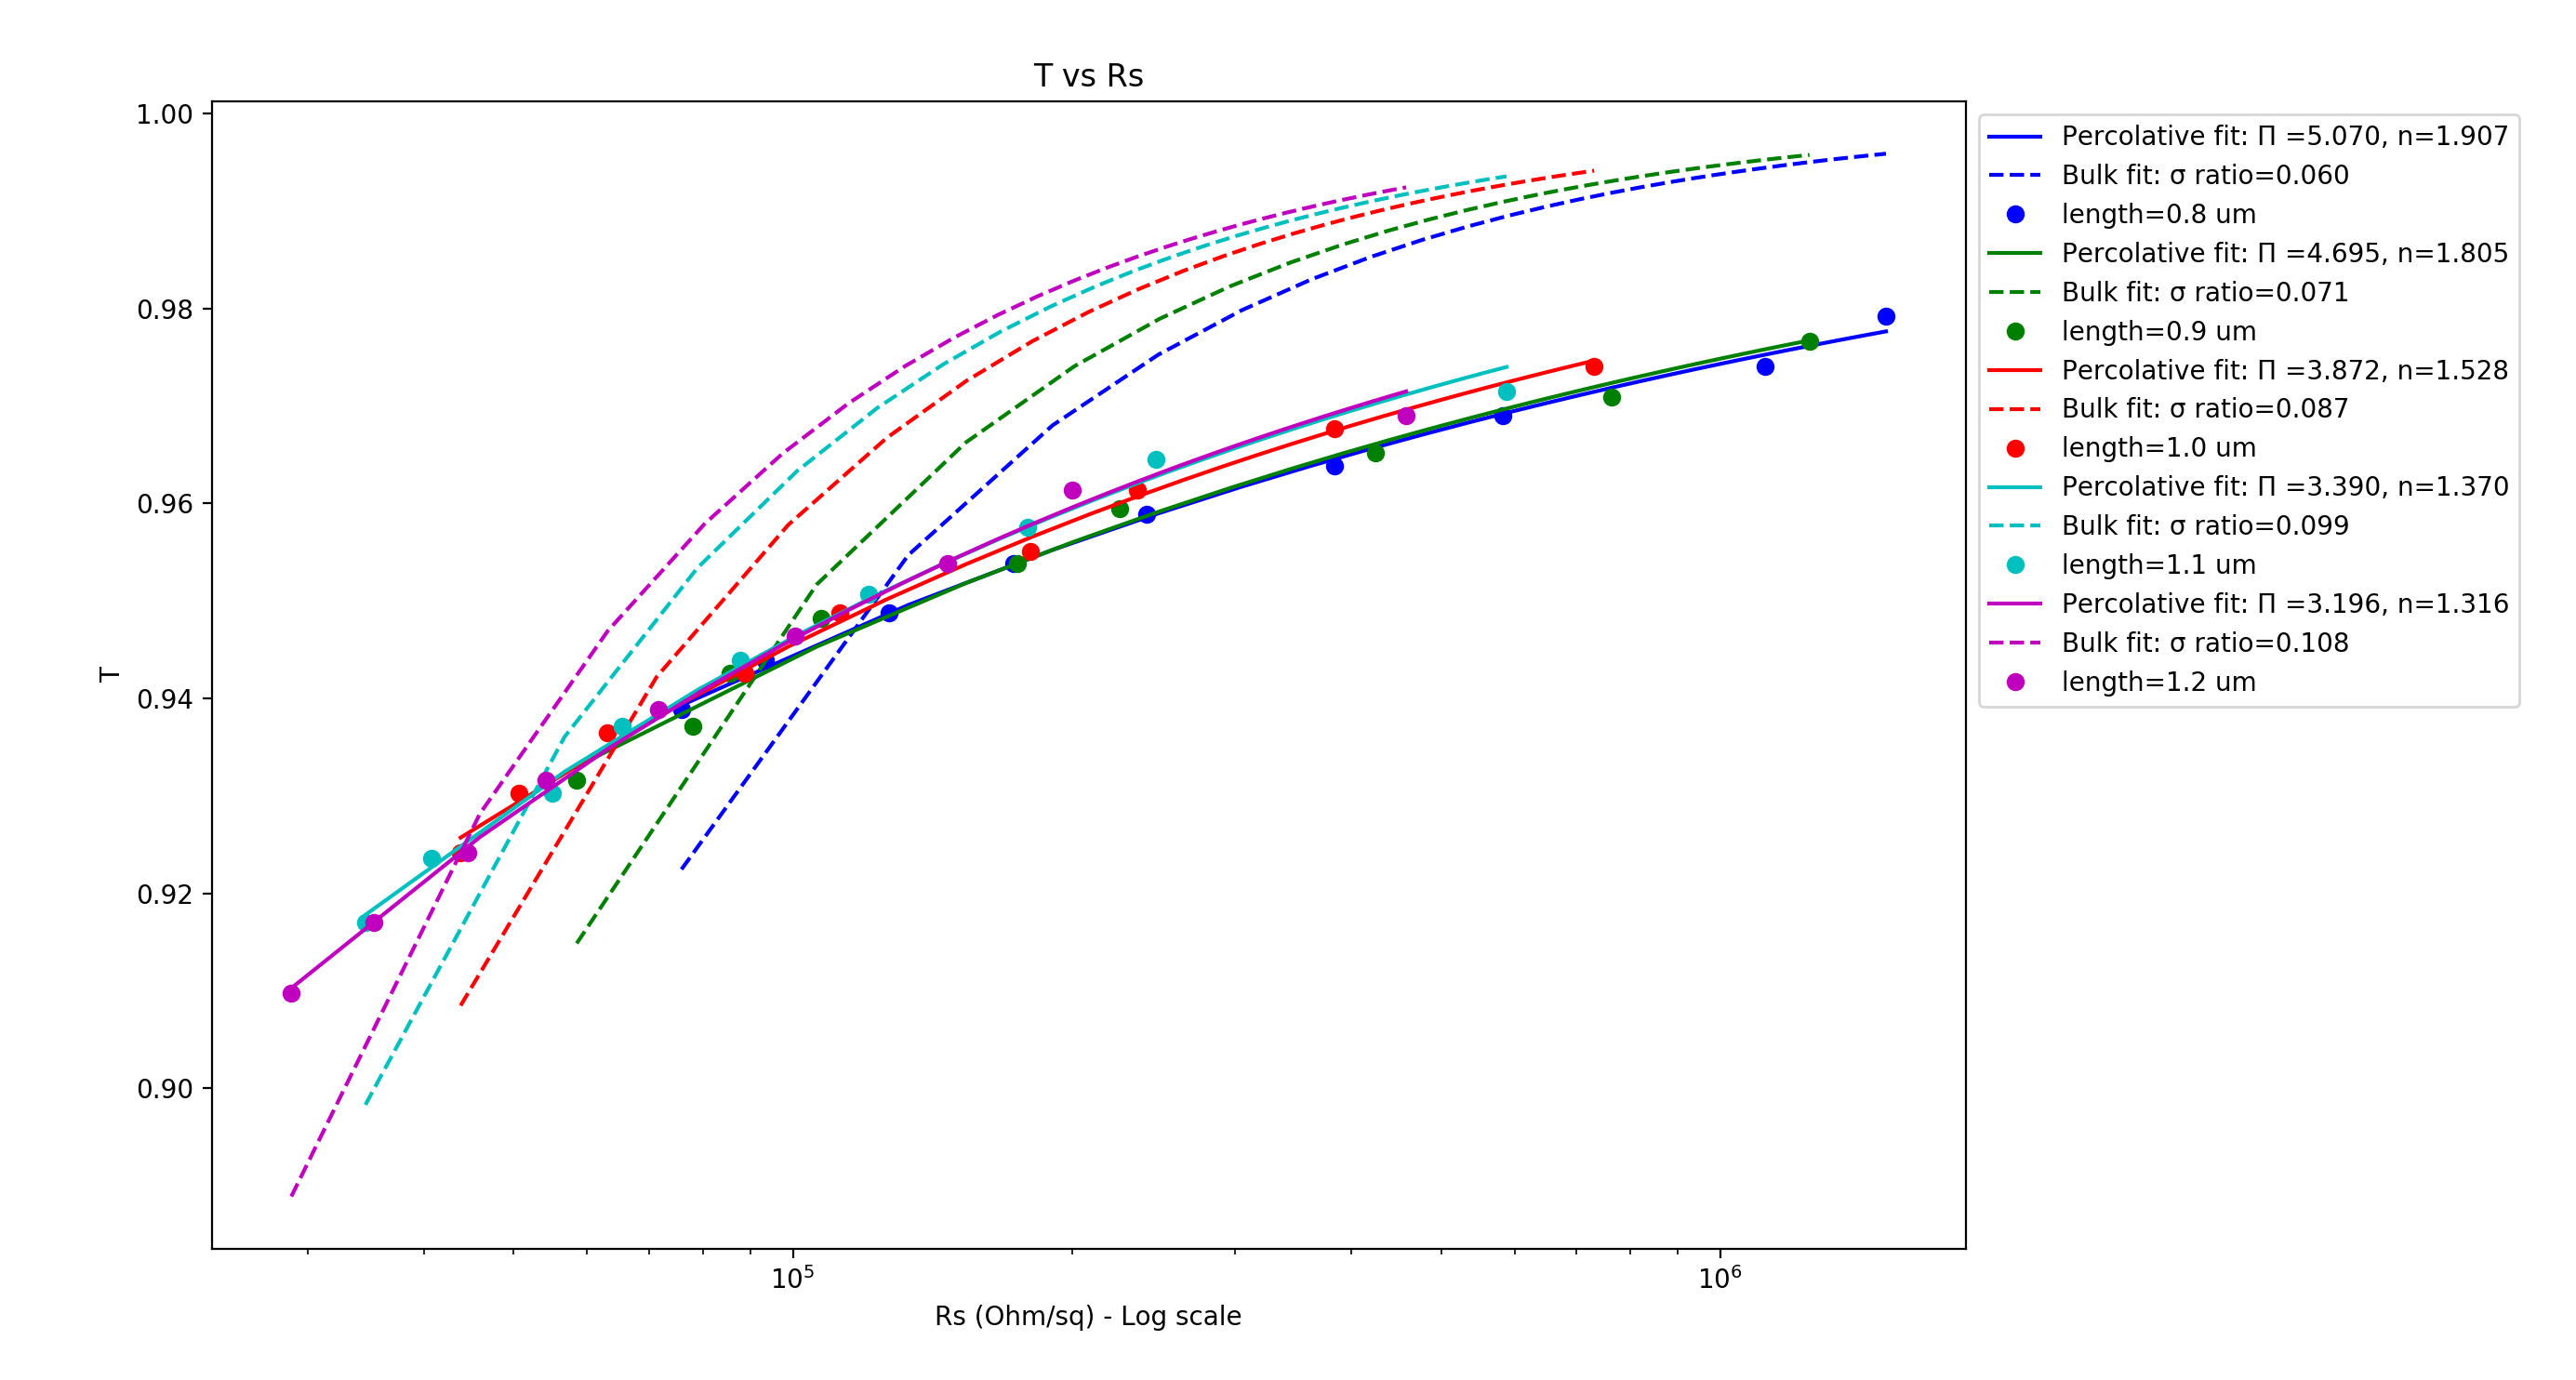 T vs Rs
1.00
0.98
0.96
0.94
0.92
0.90
T
10⁵
10⁶
Rs (Ohm/sq) - Log scale
Percolative fit: Π =5.070, n=1.907
Bulk fit: σ ratio=0.060
length=0.8 um
Percolative fit: Π =4.695, n=1.805
Bulk fit: σ ratio=0.071
length=0.9 um
Percolative fit: Π =3.872, n=1.528
Bulk fit: σ ratio=0.087
length=1.0 um
Percolative fit: Π =3.390, n=1.370
Bulk fit: σ ratio=0.099
length=1.1 um
Percolative fit: Π =3.196, n=1.316
Bulk fit: σ ratio=0.108
length=1.2 um